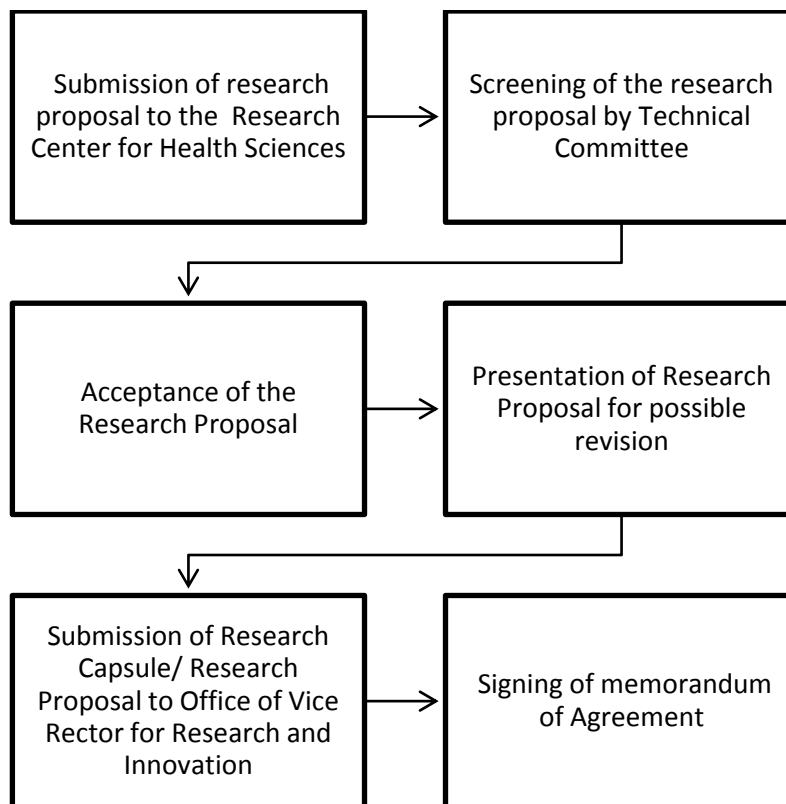 Submission of research
proposal to the Research
Center for Health Sciences
Screening of the research
proposal by Technical
Committee
Acceptance of the
Research Proposal
Presentation of Research
Proposal for possible
revision
Submission of Research
Capsule/ Research
Proposal to Office of Vice
Rector for Research and
Innovation
Signing of memorandum
of Agreement